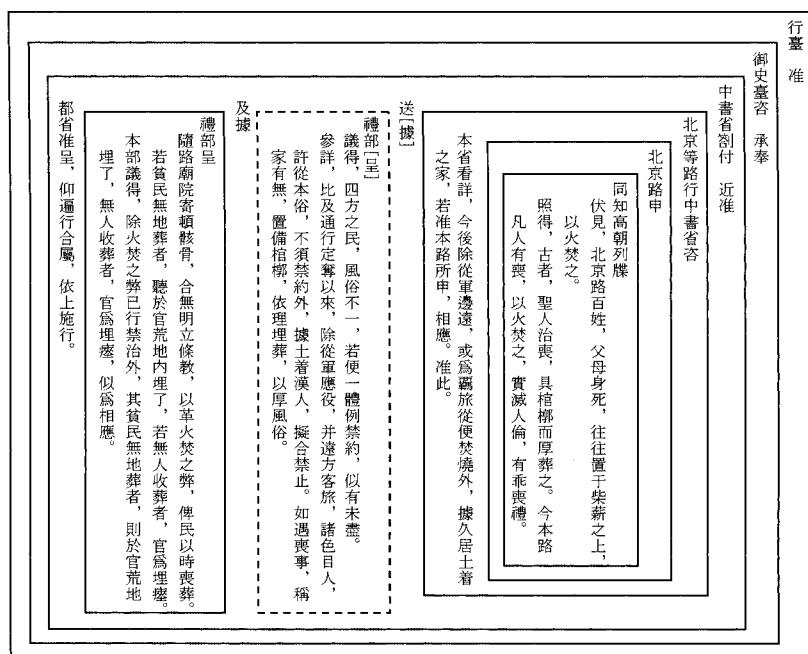 行臺 准
御史臺咨 承奉
中書省劄付 近准
北京等路行中書省咨
北京路申
同知高朝列牒
伏見,北京路百姓,父母身死,往往置于柴薪之上,
以火焚之。
照得,古者,聖人治喪,具棺槨而厚葬之。今本路
凡人有喪,以火焚之,實滅人倫,有乖喪禮。
本省看詳,今後除從軍邊遠,或爲羈旅從便焚燒外,據久居土着
之家,若准本路所申,相應。准此。
送[據]
禮部[呈]
議得,四方之民,風俗不一,若便一體例禁約,似有未盡。
參詳,比及通行定奪以來,除從軍應役,并遠方客旅,諸色目人,
許從本俗,不須禁約外,據土着漢人,擬合禁止。如遇喪事,稱
家有無,置備棺槨,依理埋葬,以厚風俗。
及據
禮部呈
隨路廟院寄頓骸骨,合無明立條教,以革火焚之弊,俾民以時喪葬。
若貧民無地葬者,聽於官荒地內埋了,若無人收葬者,官爲埋瘞。
本部議得,除火焚之弊已行禁治外,其貧民無地葬者,則於官荒地
埋了,無人收葬者,官爲埋瘞,似爲相應。
都省准呈,仰遍行合屬,依上施行。